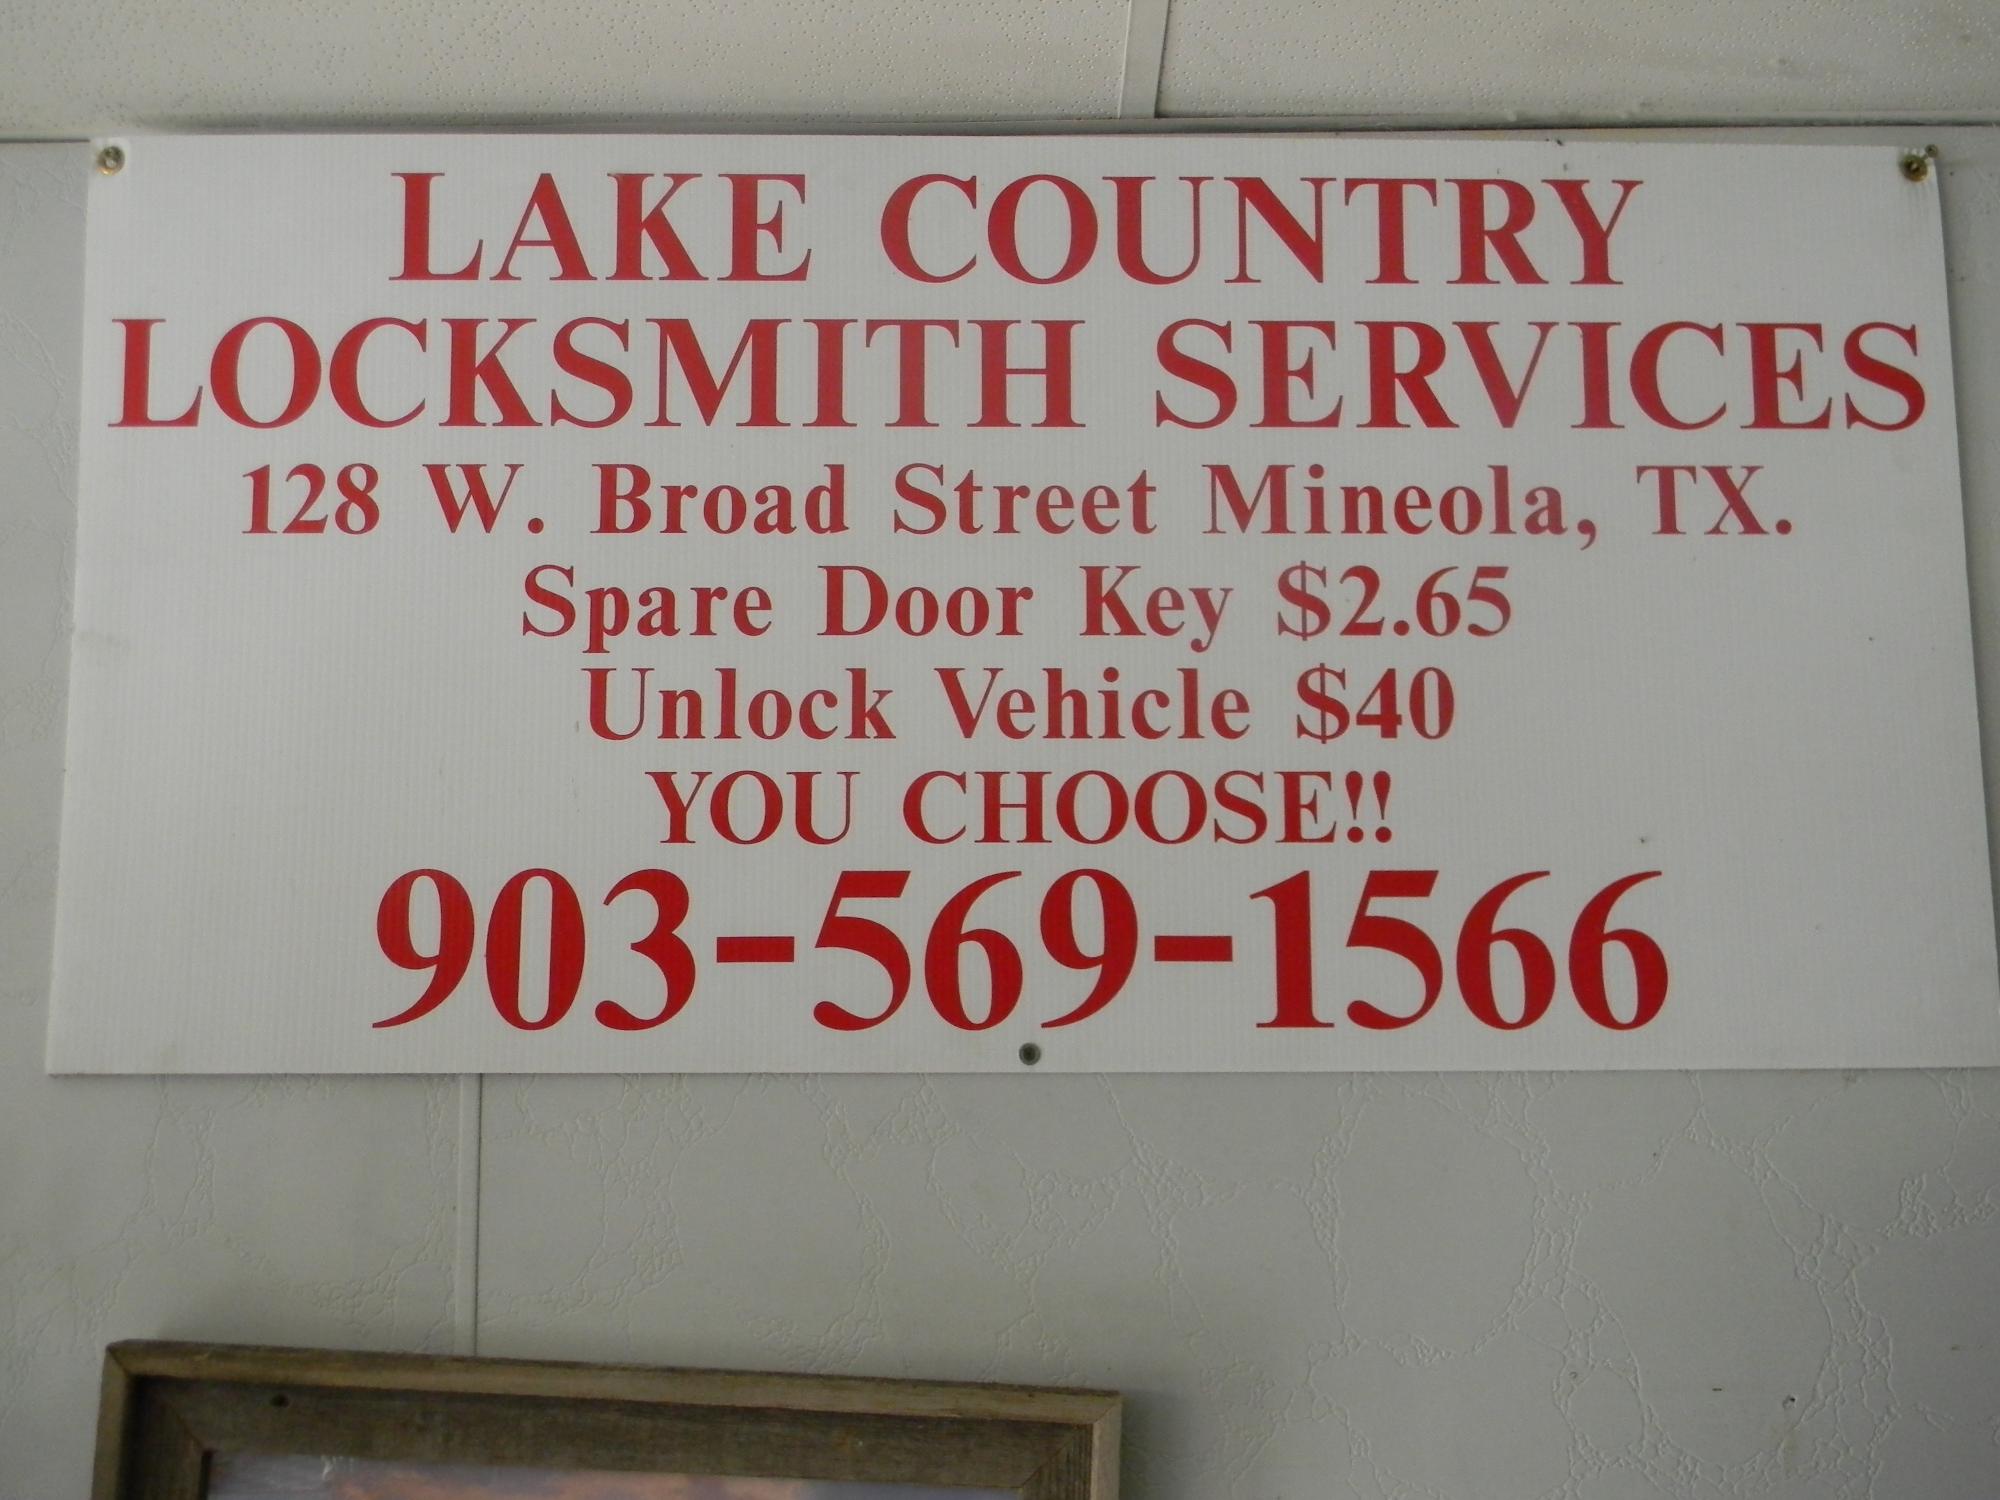 LAKE COUNTRY
LOCKSMITH SERVICES
128 W. Broad Street Mineola, TX.
Spare Door Key $2.65
Unlock Vehicle $40
YOU CHOOSE!!
903-569-1566